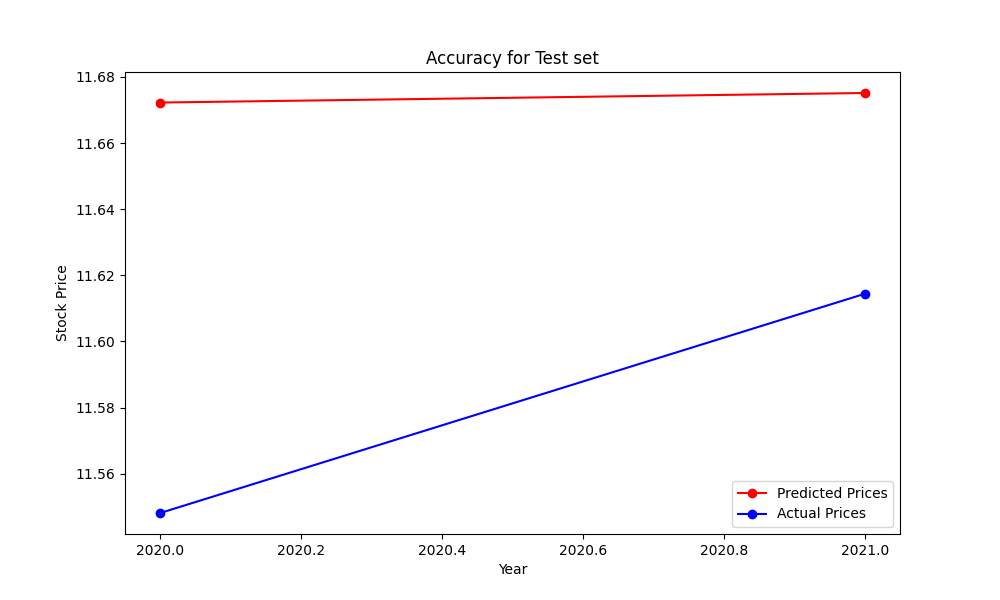 Accuracy for Test set
Stock Price
11.68
11.66
11.64
11.62
11.60
11.58
11.56
2020.0 2020.2 2020.4 2020.6 2020.8 2021.0
Year
Predicted Prices
Actual Prices